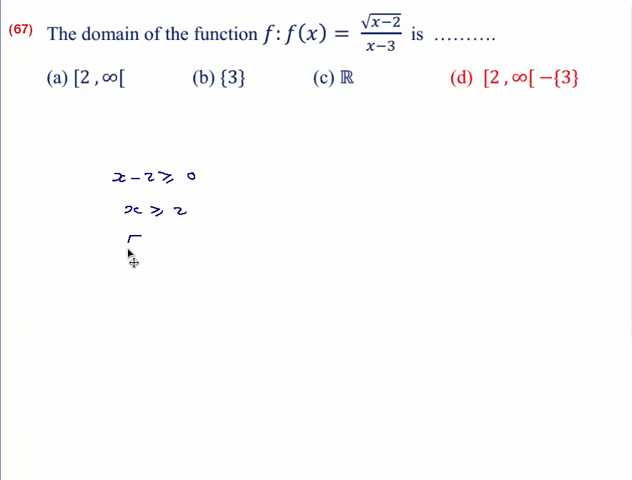 (67) The domain of the function f: f(x) = √(x−2) / (x−3) is ……….
(a) [2 , ∞[ (b) {3} (c) ℝ (d) [2 , ∞[ −{3}
x − 2 ⩾ 0
x ⩾ 2
[